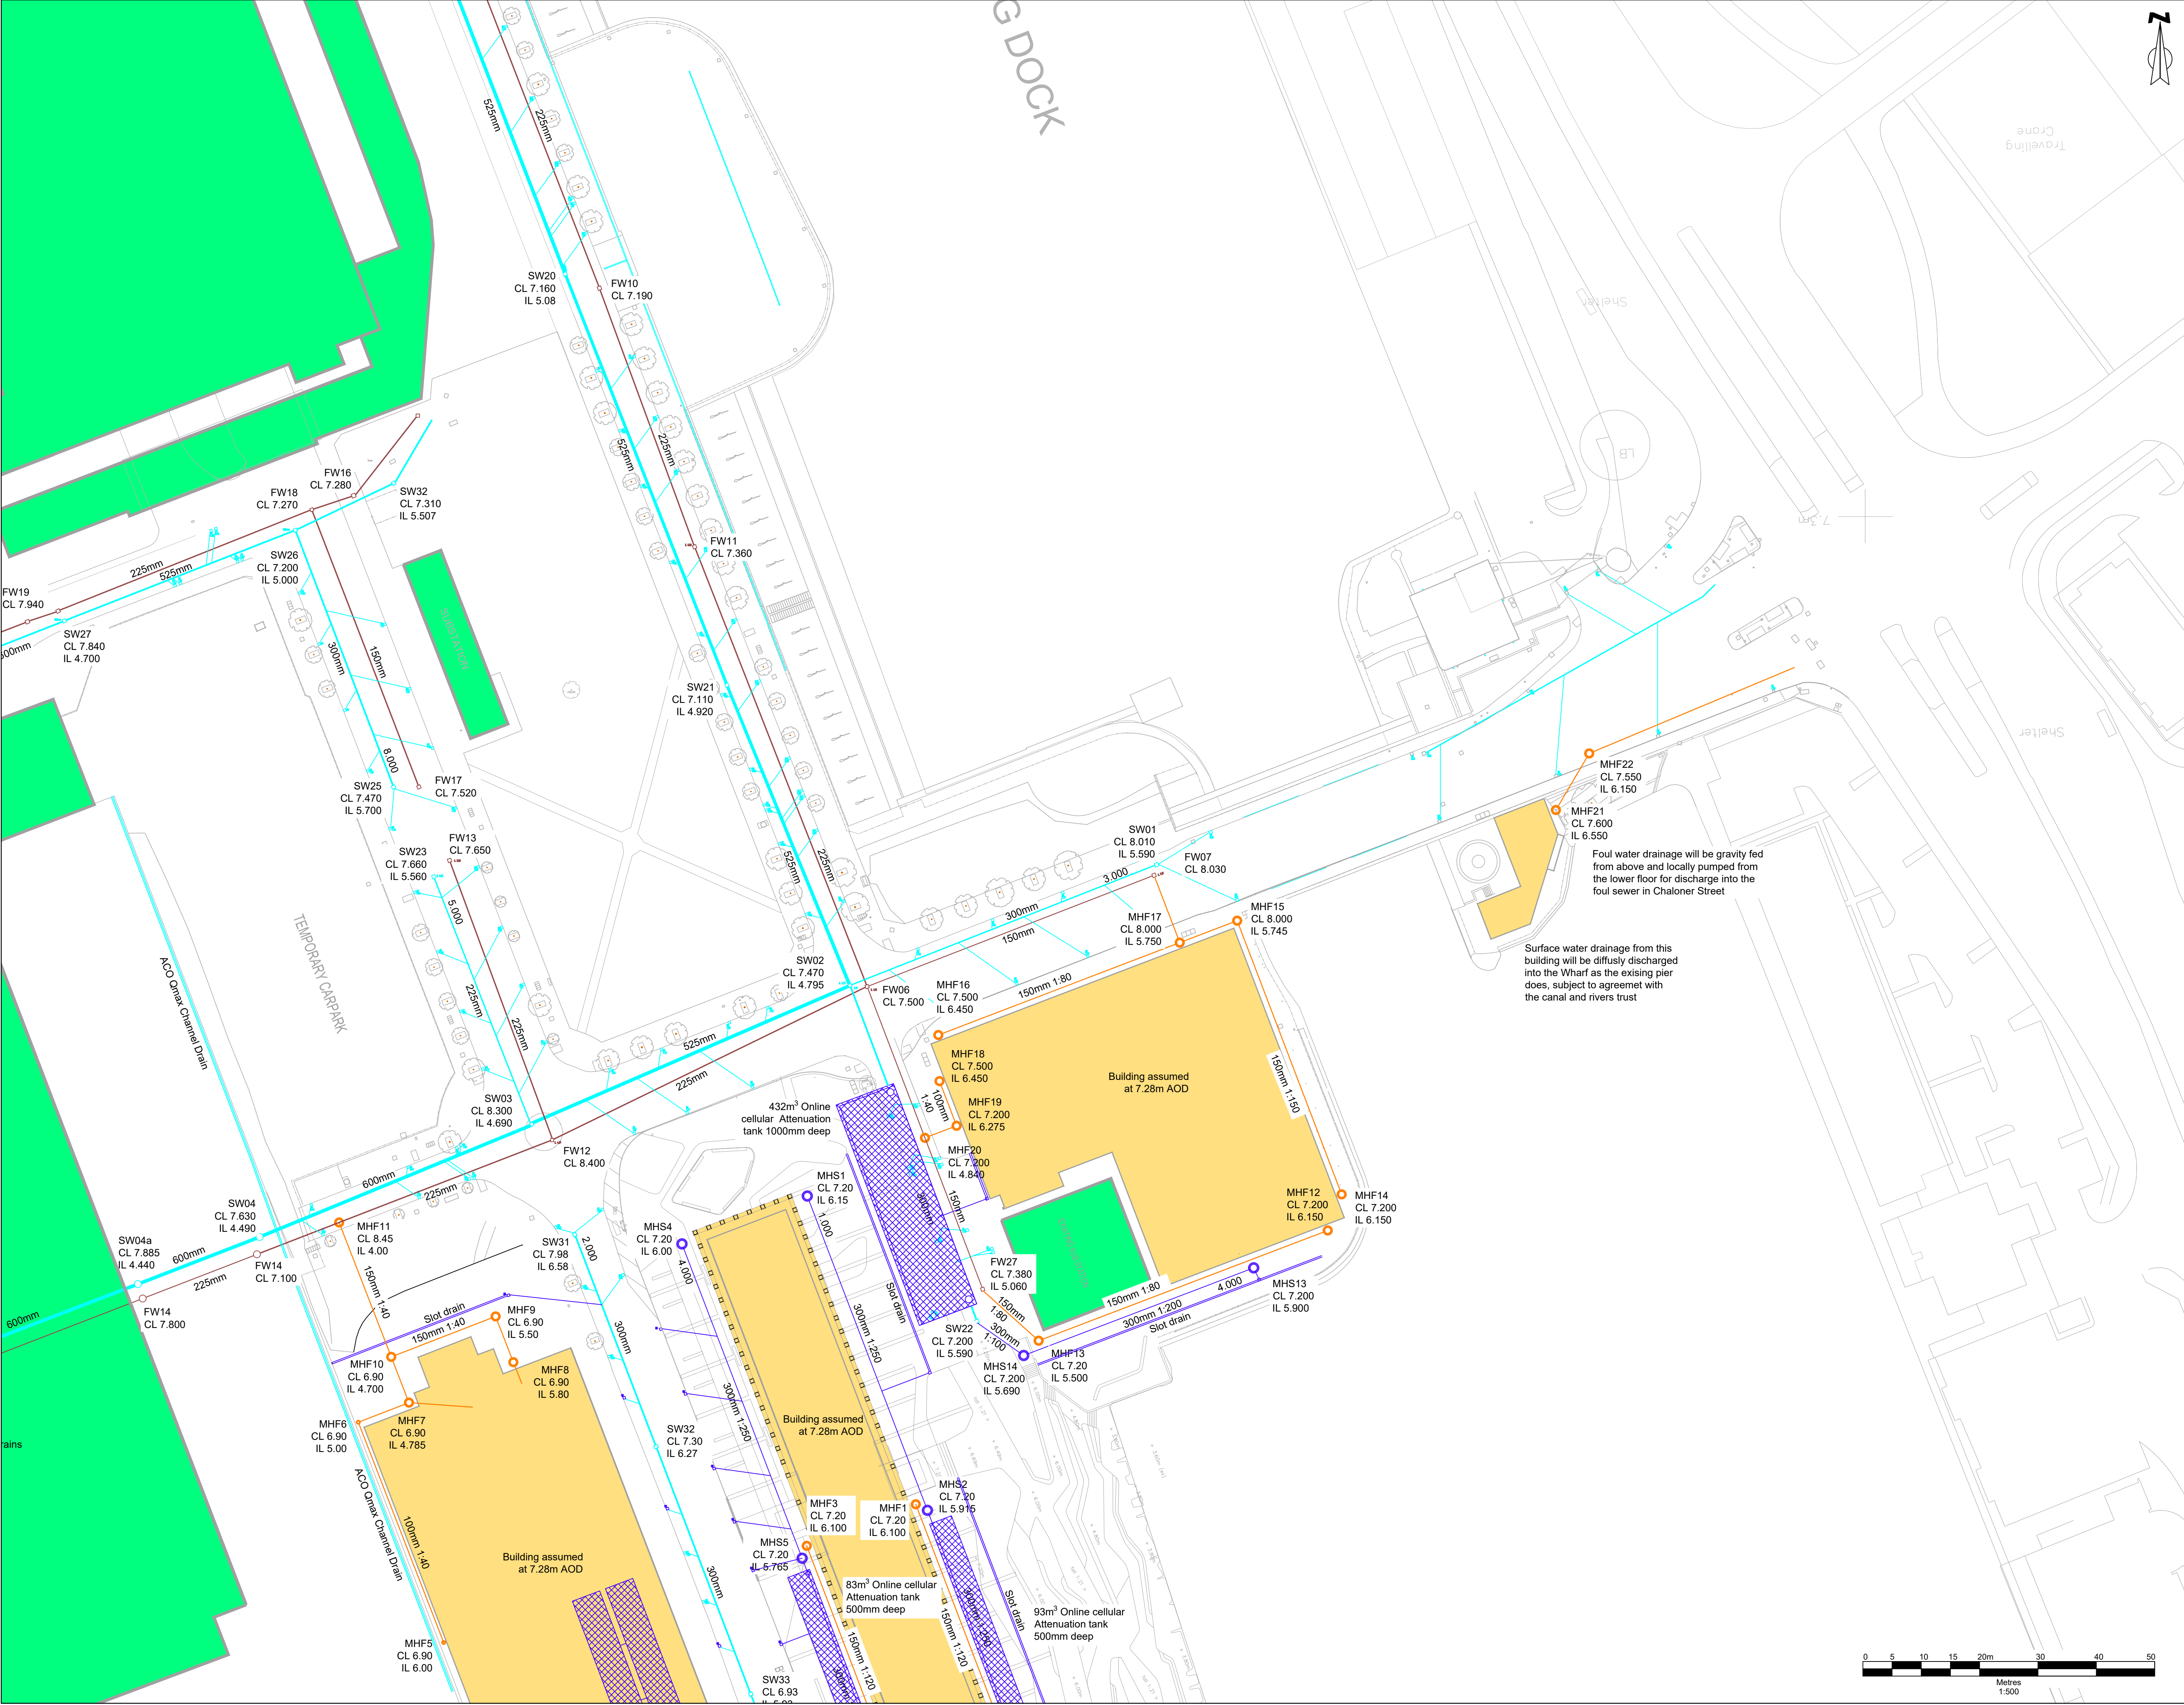 G DOCK
N
Travelling
Crane
525mm
225mm
SW20
CL 7.160
IL 5.08
FW10
CL 7.190
Shelter
525mm
225mm
LB
7.3m
FW16
CL 7.280
FW18
CL 7.270
SW32
CL 7.310
IL 5.507
FW11
CL 7.360
SW26
CL 7.200
IL 5.000
225mm
525mm
FW19
CL 7.940
SW27
CL 7.840
IL 4.700
SUBSTATION
300mm
150mm
SW21
CL 7.110
IL 4.920
8.000
SW25
CL 7.470
IL 5.700
FW17
CL 7.520
Shelter
MHF22
CL 7.550
IL 6.150
MHF21
CL 7.600
IL 6.550
Foul water drainage will be gravity fed
from above and locally pumped from
the lower floor for discharge into the
foul sewer in Chaloner Street
FW13
CL 7.650
SW23
CL 7.660
IL 5.560
525mm
225mm
SW01
CL 8.010
IL 5.590
FW07
CL 8.030
3.000
300mm
150mm
5.000
MHF17
CL 8.000
IL 5.750
MHF15
CL 8.000
IL 5.745
Surface water drainage from this
building will be diffusly discharged
into the Wharf as the exising pier
does, subject to agreemet with
the canal and rivers trust
TEMPORARY CARPARK
ACO Qmax Channel Drain
225mm
225mm
SW02
CL 7.470
IL 4.795
FW06
CL 7.500
MHF16
CL 7.500
IL 6.450
150mm 1:80
525mm
225mm
MHF18
CL 7.500
IL 6.450
Building assumed
at 7.28m AOD
150mm 1:150
SW03
CL 8.300
IL 4.690
432m3 Online
cellular Attenuation
tank 1000mm deep
100mm
1:40
MHF19
CL 7.200
IL 6.275
FW12
CL 8.400
MHF20
CL 7.200
IL 4.840
600mm
225mm
MHS1
CL 7.20
IL 6.15
300mm
150mm
MHF12
CL 7.200
IL 6.150
MHF14
CL 7.200
IL 6.150
SW04
CL 7.630
IL 4.490
MHF11
CL 8.45
IL 4.00
MHS4
CL 7.20
IL 6.00
1.000
SW31
CL 7.98
IL 6.58
2.000
4.000
SW04a
CL 7.885
IL 4.440
600mm
FW14
CL 7.100
225mm
FW14
CL 7.800
600mm
FW27
CL 7.380
IL 5.060
MHS13
CL 7.200
IL 5.900
150mm 1:80
4.000
300mm 1:200
Slot drain
150mm
1:80
300mm
1:100
Slot drain
150mm 1:40
Slot drain
150mm 1:40
MHF9
CL 6.90
IL 5.50
300mm
300mm 1:250
SW22
CL 7.200
IL 5.590
MHS14
CL 7.200
IL 5.690
MHF13
CL 7.20
IL 5.500
MHF10
CL 6.90
IL 4.700
MHF8
CL 6.90
IL 5.80
300mm 1:250
MHF6
CL 6.90
IL 5.00
MHF7
CL 6.90
IL 4.785
Building assumed
at 7.28m AOD
SW32
CL 7.30
IL 6.27
ACO Qmax Channel Drain
100mm 1:40
MHF3
CL 7.20
IL 6.100
MHF1
CL 7.20
IL 6.100
MHS2
CL 7.20
IL 5.915
MHS5
CL 7.20
IL 5.765
Building assumed
at 7.28m AOD
300mm
83m3 Online cellular
Attenuation tank
500mm deep
93m3 Online cellular
Attenuation tank
500mm deep
300mm 1:250
Slot drain
150mm 1:120
150mm 1:120
300mm
MHF5
CL 6.90
IL 6.00
SW33
CL 6.93
0 5 10 15 20m 30 40 50
Metres
1:500